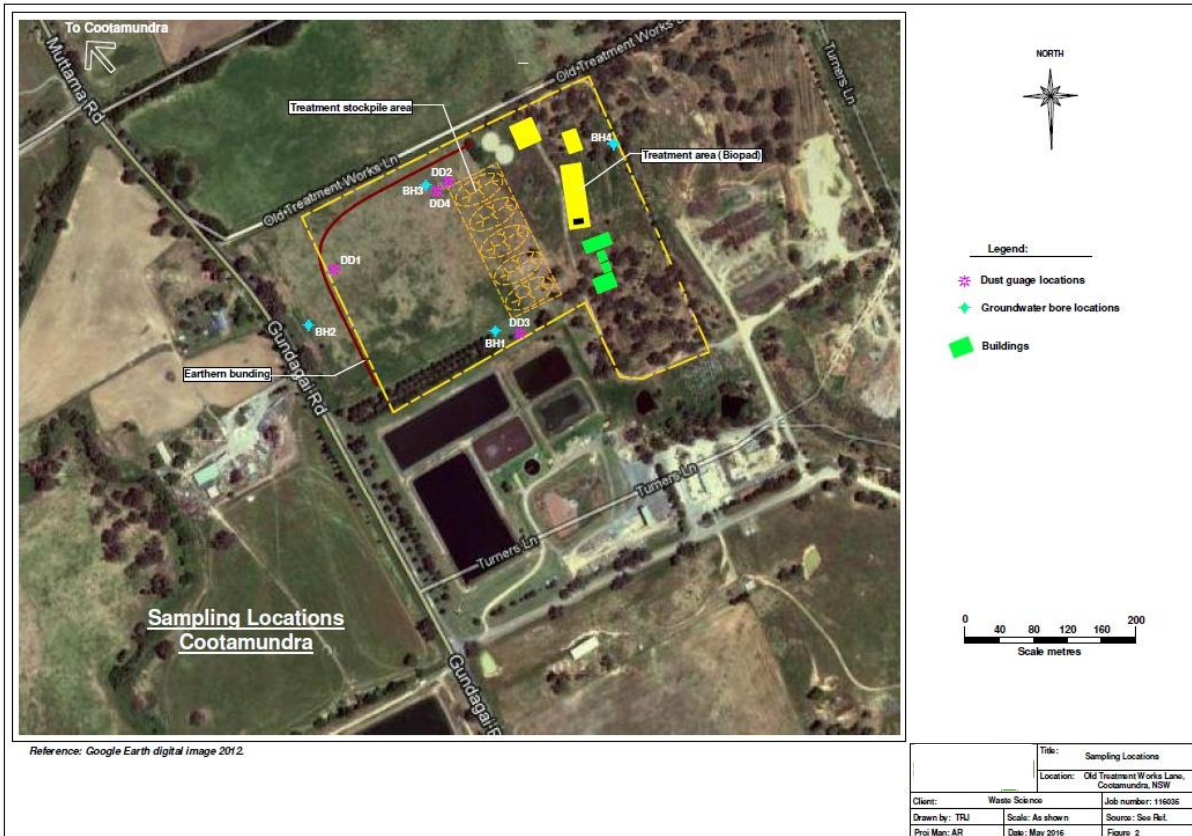 To Cootamundra
Muttama Rd
Old Treatment Works Ln
Turners Ln
Treatment stockpile area
BH4
Treatment area (Biopad)
Old Treatment Works Ln
DD2
BH3
DD4
DD1
BH2
DD3
BH1
Earthern bunding
Gundagai Rd
Turners Ln
Turners Ln
Sampling Locations
Cootamundra
Gundagai R
Reference: Google Earth digital image 2012.
NORTH
Legend:
Dust guage locations
Groundwater bore locations
Buildings
0 40 80 120 160 200
Scale metres
Title: Sampling Locations
Location: Old Treatment Works Lane,
Cootamundra, NSW
Client: Waste Science
Job number: 116035
Drawn by: TRJ
Scale: As shown
Source: See Ref.
Proj Man: AR
Date: May 2016
Figure 2